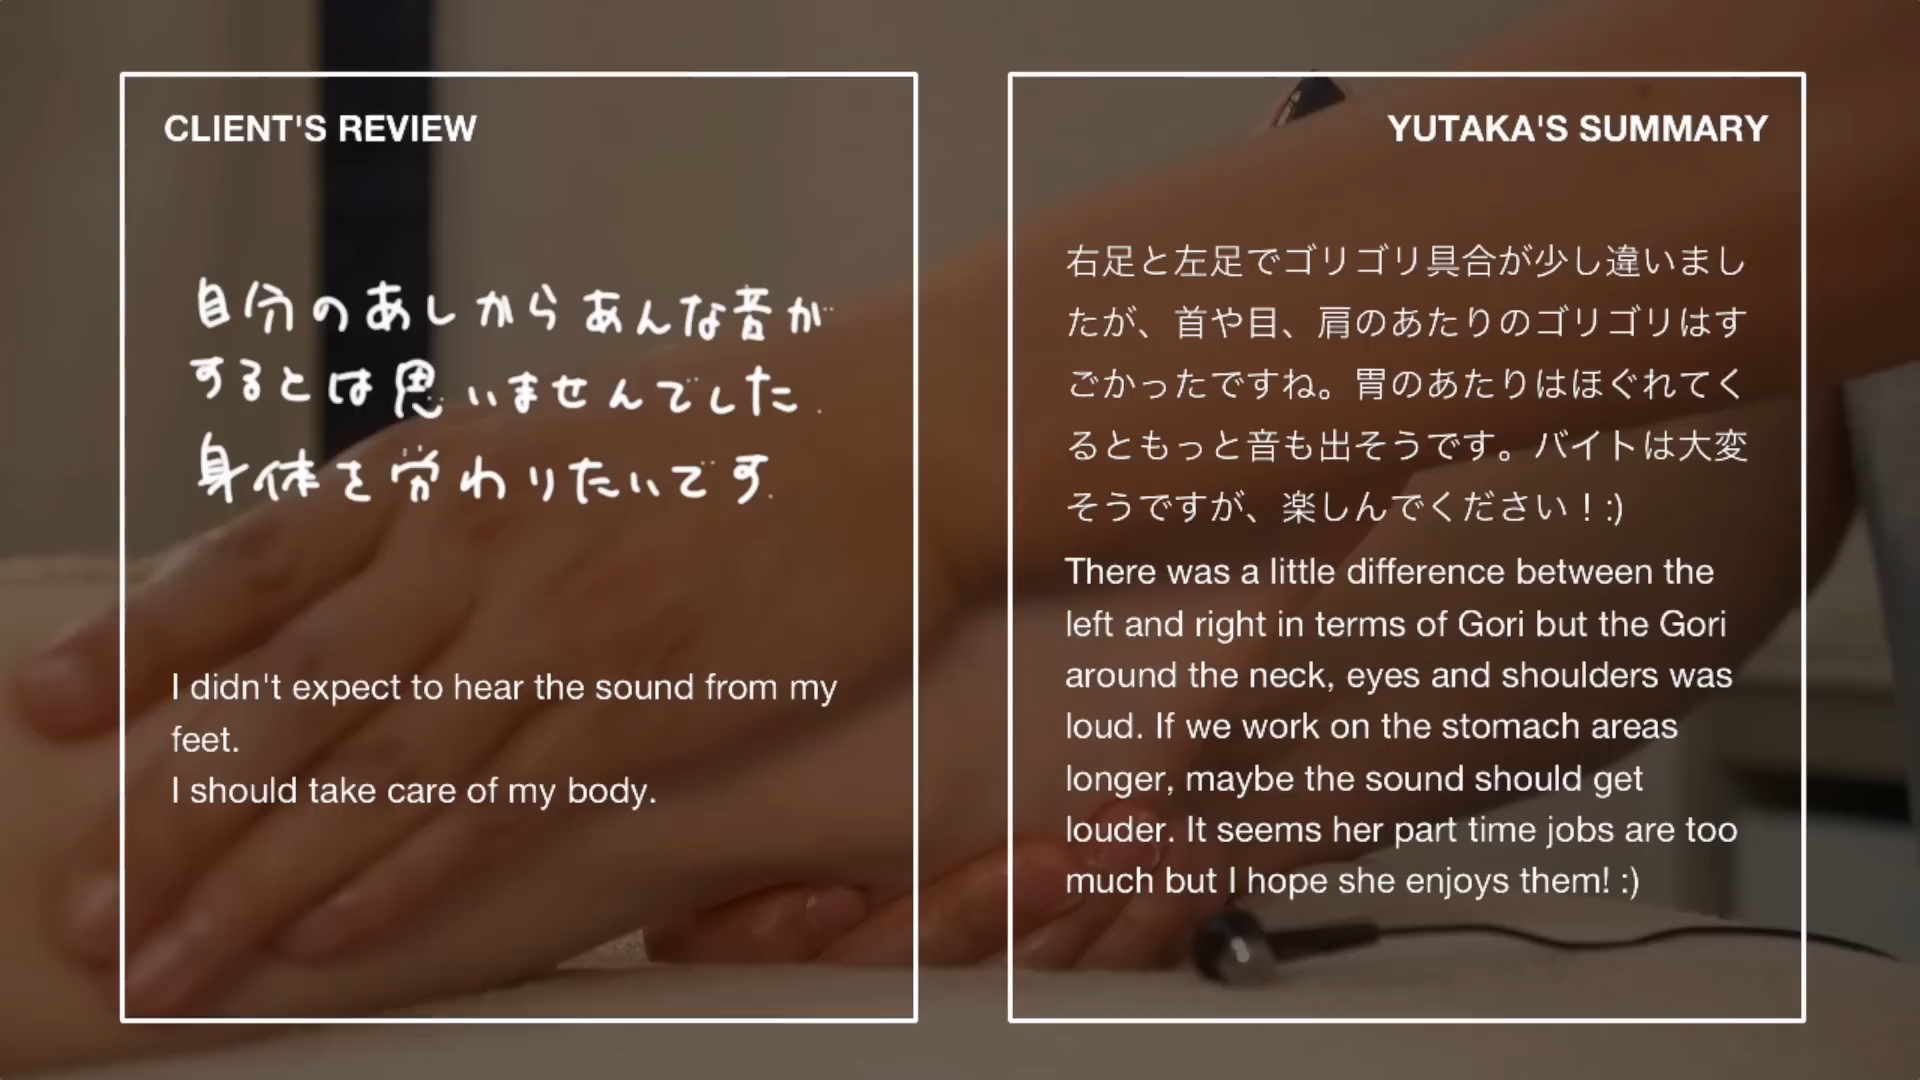 CLIENT'S REVIEW
自分のあしからあんな音が
するとは思いませんでした.
身体を労わりたいです.
I didn't expect to hear the sound from my
feet.
I should take care of my body.
YUTAKA'S SUMMARY
右足と左足でゴリゴリ具合が少し違いまし
たが、首や目、肩のあたりのゴリゴリはす
ごかったですね。胃のあたりはほぐれてく
るともっと音も出そうです。バイトは大変
そうですが、楽しんでください！:)
There was a little difference between the
left and right in terms of Gori but the Gori
around the neck, eyes and shoulders was
loud. If we work on the stomach areas
longer, maybe the sound should get
louder. It seems her part time jobs are too
much but I hope she enjoys them! :)